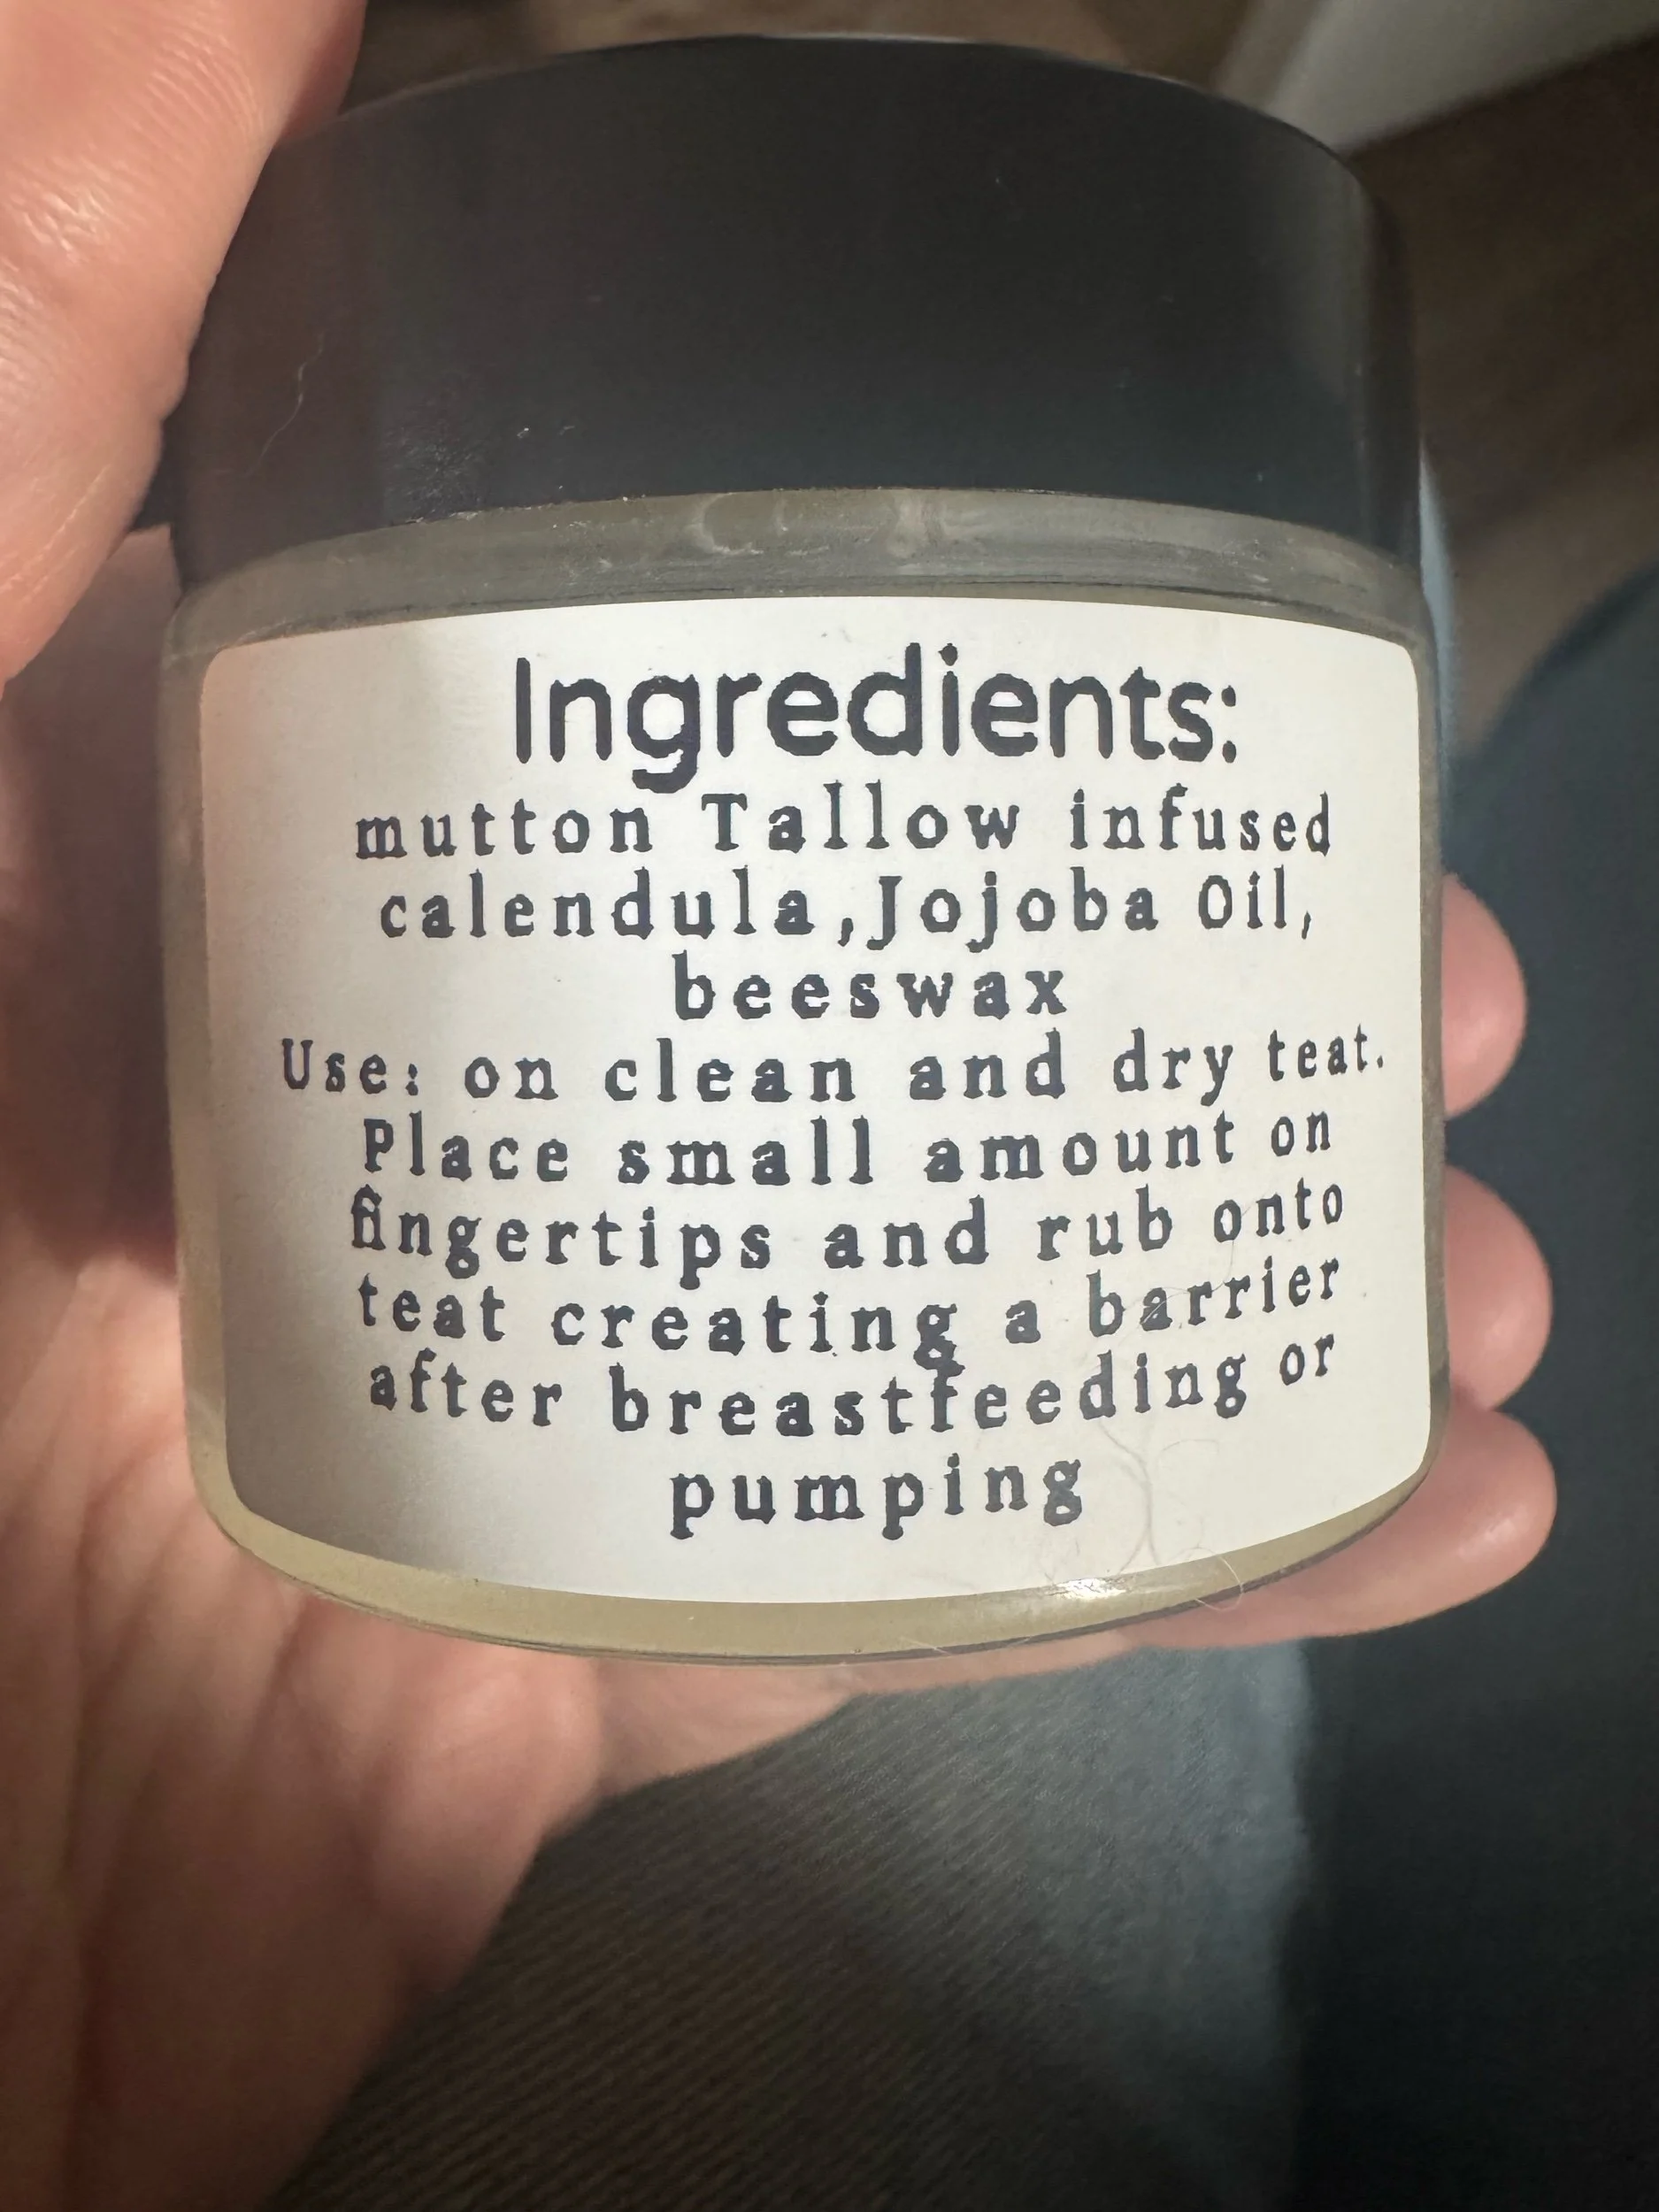 Ingredients:
mutton Tallow infused
calendula,Jojoba Oil,
beeswax
Use: on clean and dry teat.
Place small amount on
fingertips and rub onto
teat creating a barrier
after breastfeeding or
pumping